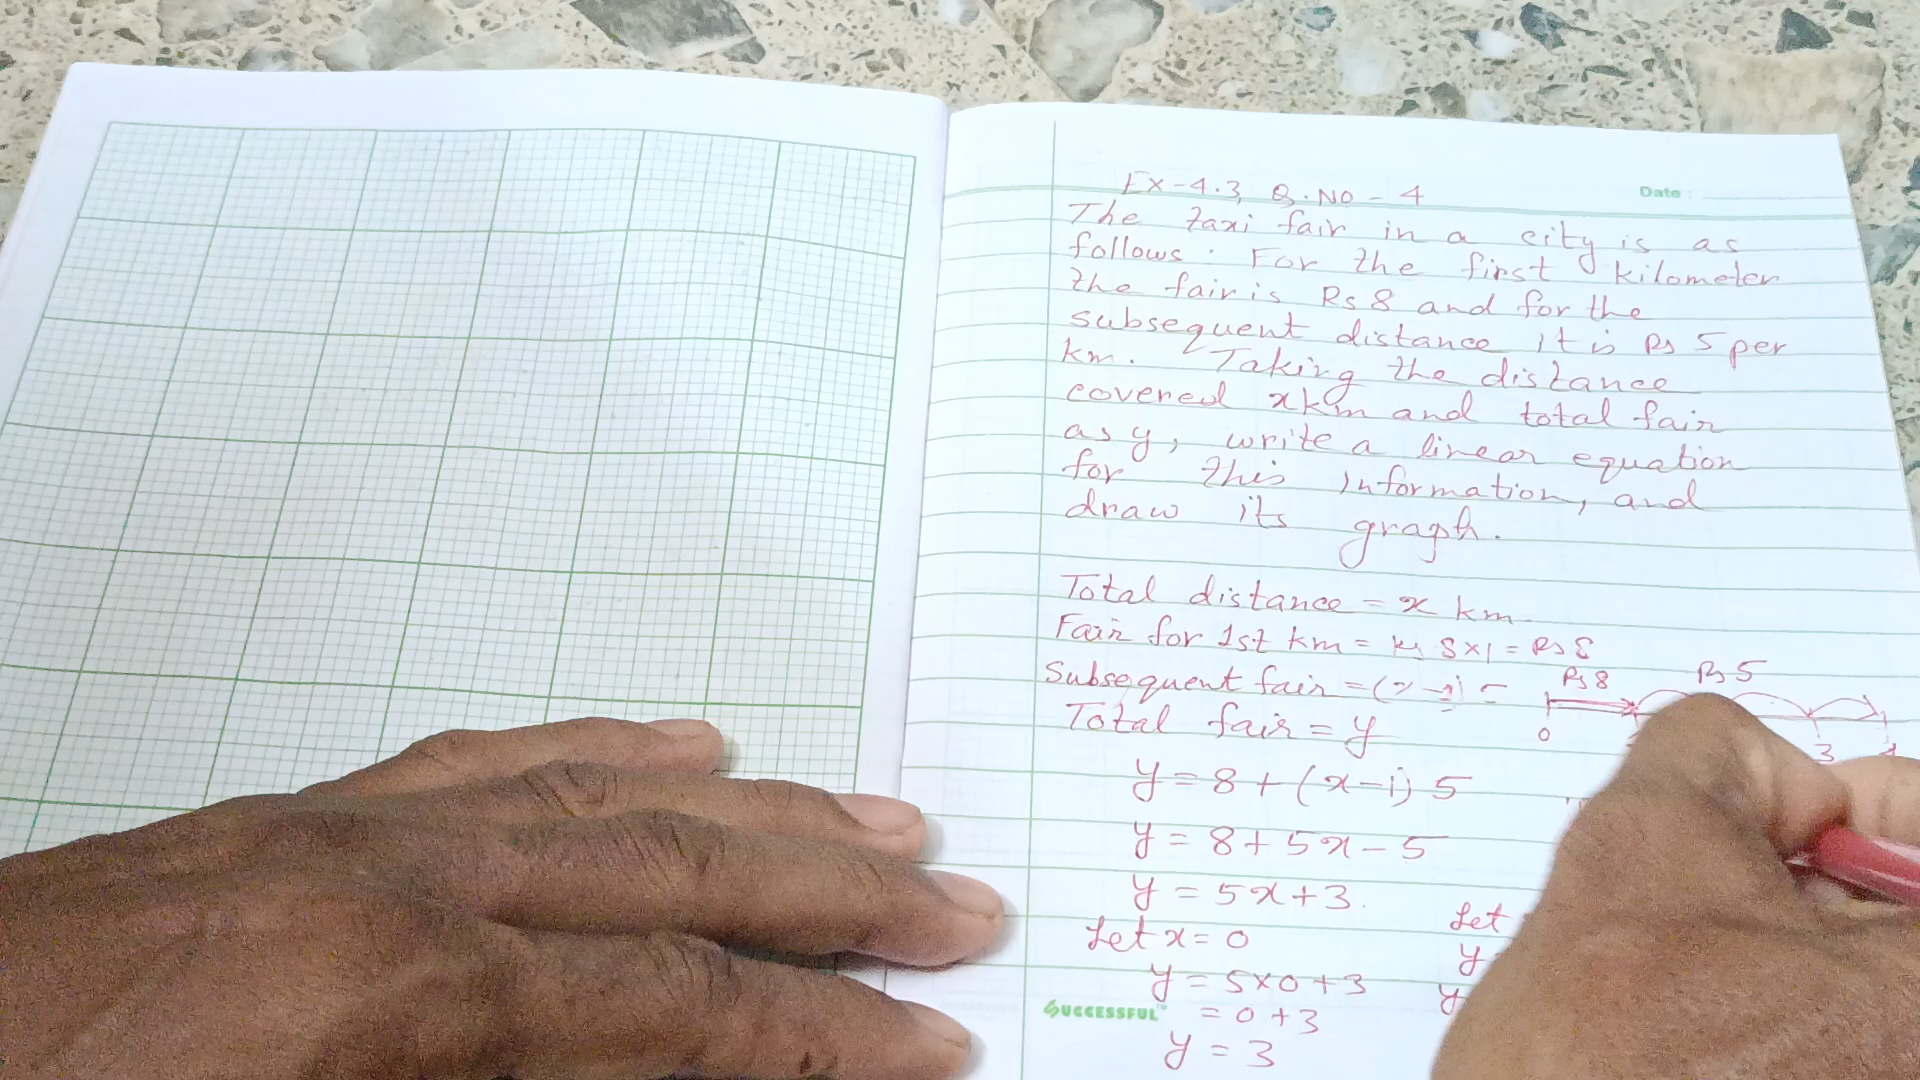 Ex-4.3, Q.No - 4
Date :
The taxi fair in a city is as
follows. For the first kilometer
the fair is Rs 8 and for the
subsequent distance it is Rs 5 per
km. Taking the distance
covered x km and total fair
as y, write a linear equation
for this information, and
draw its graph.
Total distance = x km
Fair for 1st km = Rs 8×1 = Rs 8
Subsequent fair = (x-1) 5
Rs 8 Rs 5
0 3 4
Total fair = y
y = 8 + (x-1) 5
y = 8 + 5x - 5
y = 5x + 3.
Let x = 0
y = 5×0+3
= 0+3
y = 3
Let
y
y
SUCCESSFUL